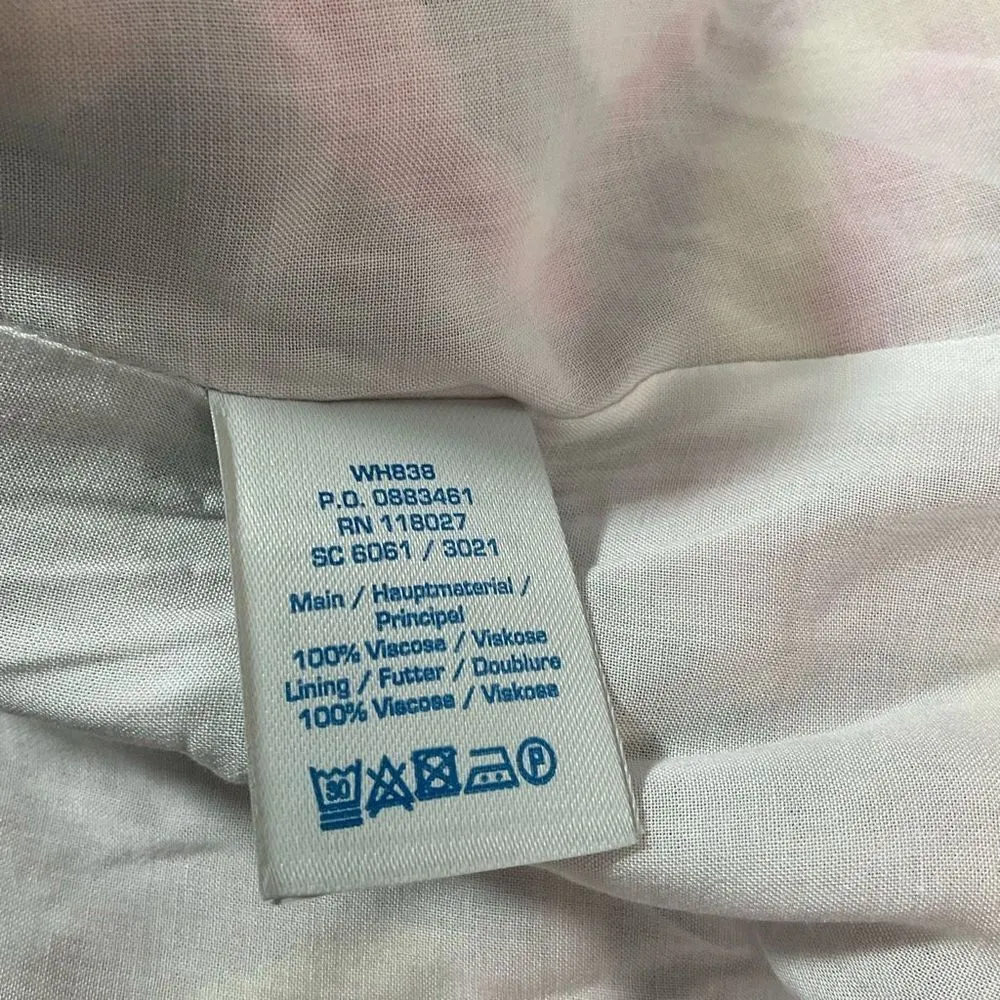 WH838
P.O. 0883461
RN 118027
SC 6061 / 3021
Main / Hauptmaterial /
Principal
100% Viscose / Viskose
Lining / Futter / Doublure
100% Viscose / Viskose
30 P